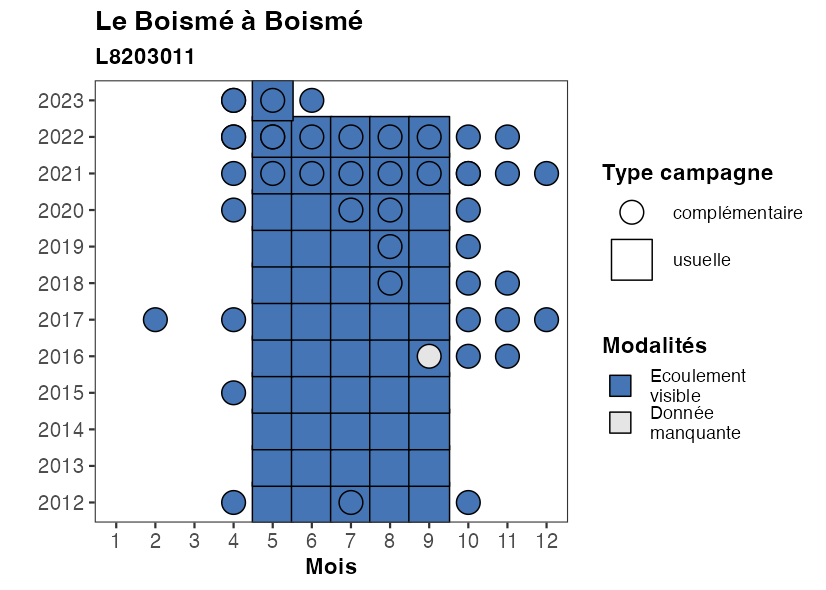 Le Boismé à Boismé
L8203011
2023
2022
2021
2020
2019
2018
2017
2016
2015
2014
2013
2012
1 2 3 4 5 6 7 8 9 10 11 12
Mois
Type campagne
complémentaire
usuelle
Modalités
Ecoulement
visible
Donnée
manquante